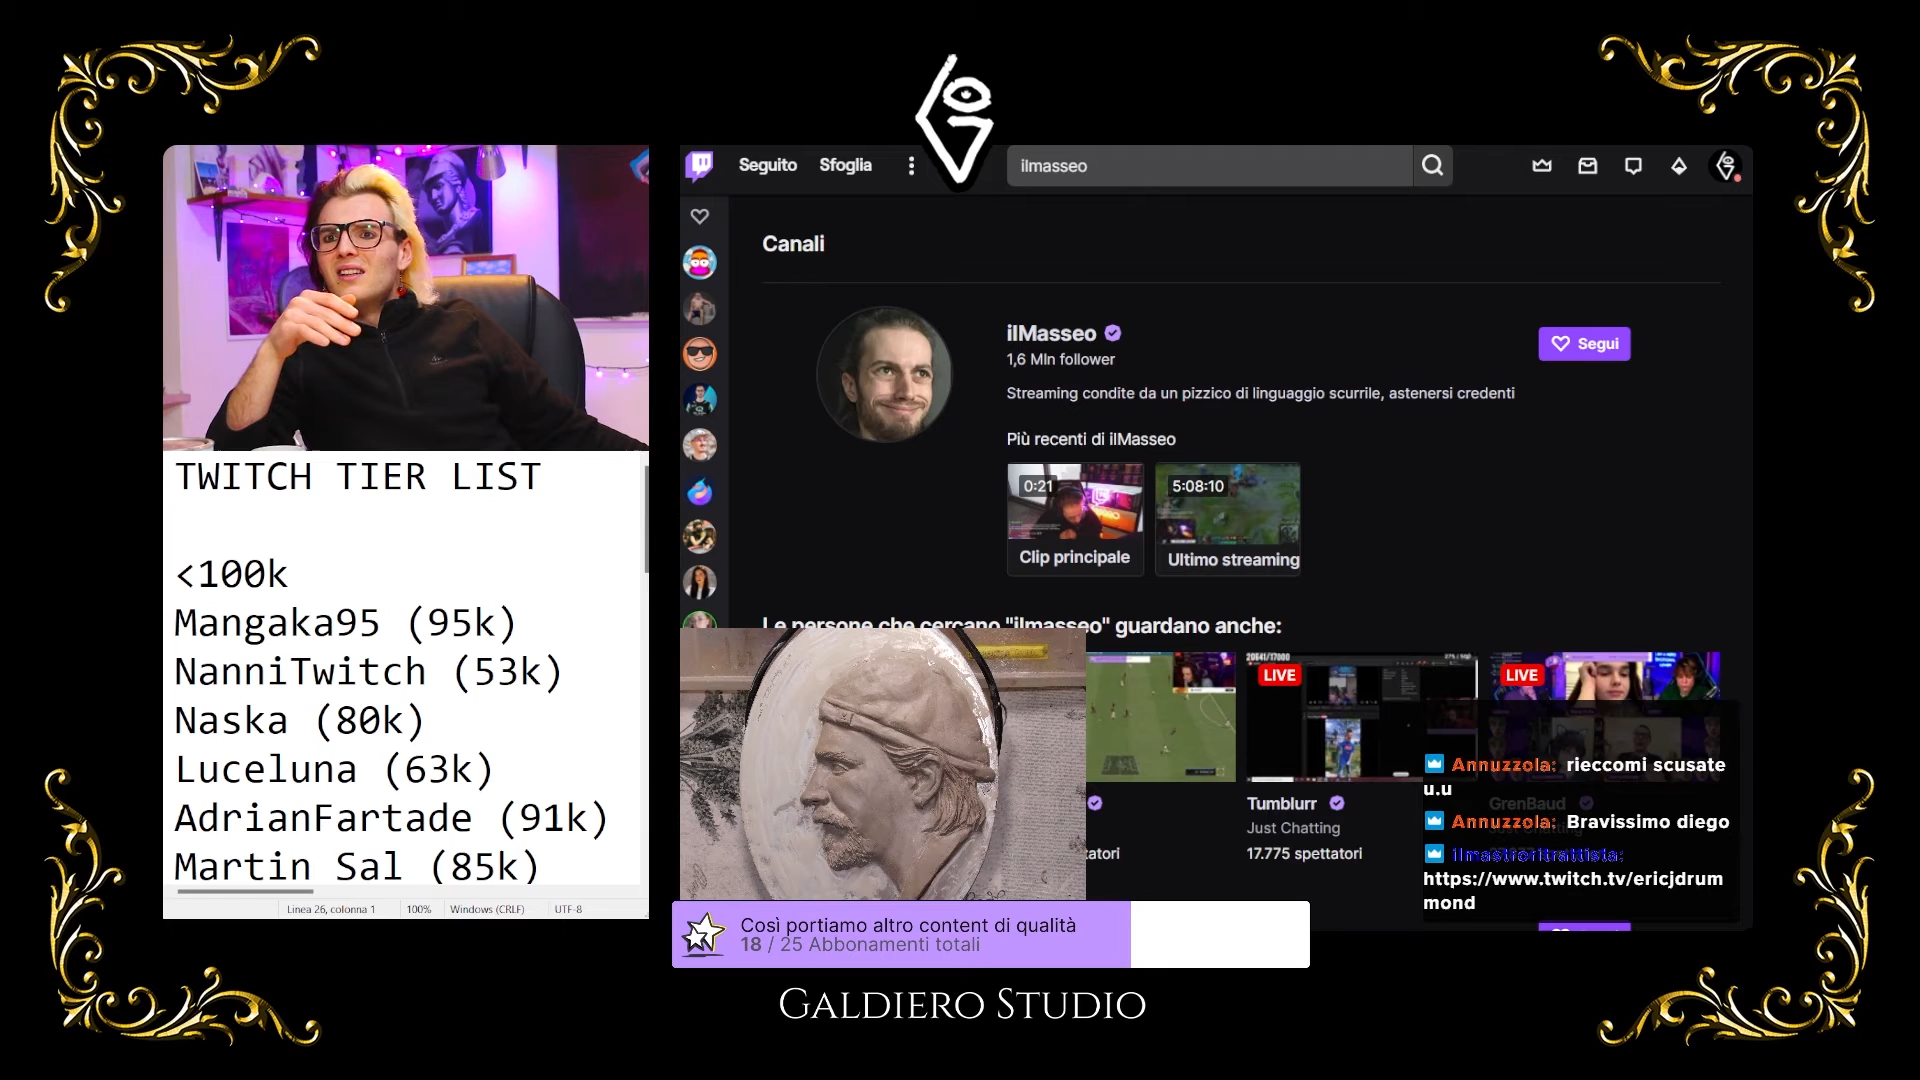 Seguito Sfoglia
ilmasseo
Canali
ilMasseo
1,6 Mln follower
Segui
Streaming condite da un pizzico di linguaggio scurrile, astenersi credenti
Più recenti di ilMasseo
0:21
5:08:10
Clip principale
Ultimo streaming
Le persone che cercano "ilmasseo" guardano anche:
TWITCH TIER LIST
<100k
Mangaka95 (95k)
NanniTwitch (53k)
Naska (80k)
Luceluna (63k)
AdrianFartade (91k)
Martin Sal (85k)
Linea 26, colonna 1
100%
Windows (CRLF)
UTF-8
LIVE
LIVE
Tumblurr
Just Chatting
17.775 spettatori
GrenBaud
Annuzzola: rieccomi scusate
u.u
Annuzzola: Bravissimo diego
ilmastroritrattista:
https://www.twitch.tv/ericjdrum
mond
Così portiamo altro content di qualità
18 / 25 Abbonamenti totali
GALDIERO STUDIO